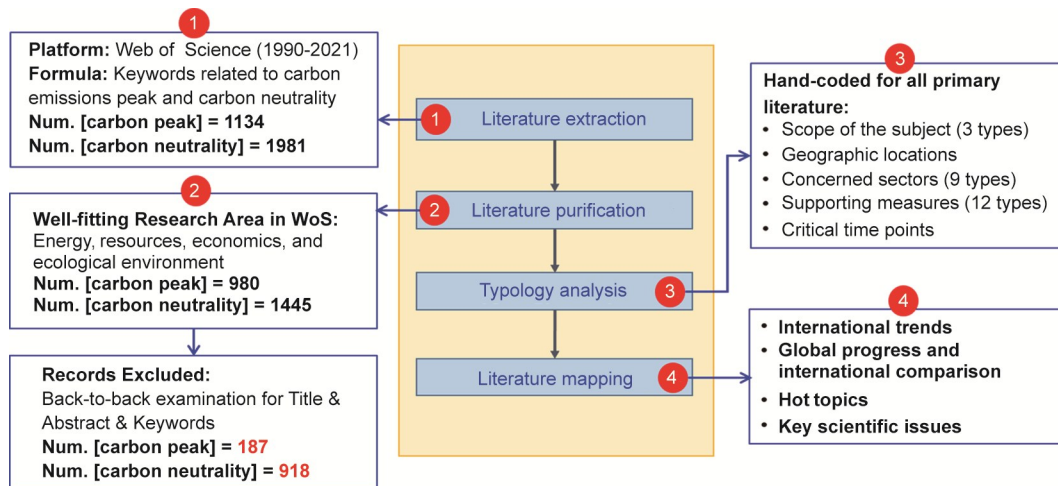 1
Platform: Web of Science (1990-2021)
Formula: Keywords related to carbon
emissions peak and carbon neutrality
Num. [carbon peak] = 1134
Num. [carbon neutrality] = 1981
2
Well-fitting Research Area in WoS:
Energy, resources, economics, and
ecological environment
Num. [carbon peak] = 980
Num. [carbon neutrality] = 1445
Records Excluded:
Back-to-back examination for Title &
Abstract & Keywords
Num. [carbon peak] = 187
Num. [carbon neutrality] = 918
1 Literature extraction
2 Literature purification
Typology analysis 3
Literature mapping 4
3
Hand-coded for all primary
literature:
• Scope of the subject (3 types)
• Geographic locations
• Concerned sectors (9 types)
• Supporting measures (12 types)
• Critical time points
4
• International trends
• Global progress and
international comparison
• Hot topics
• Key scientific issues